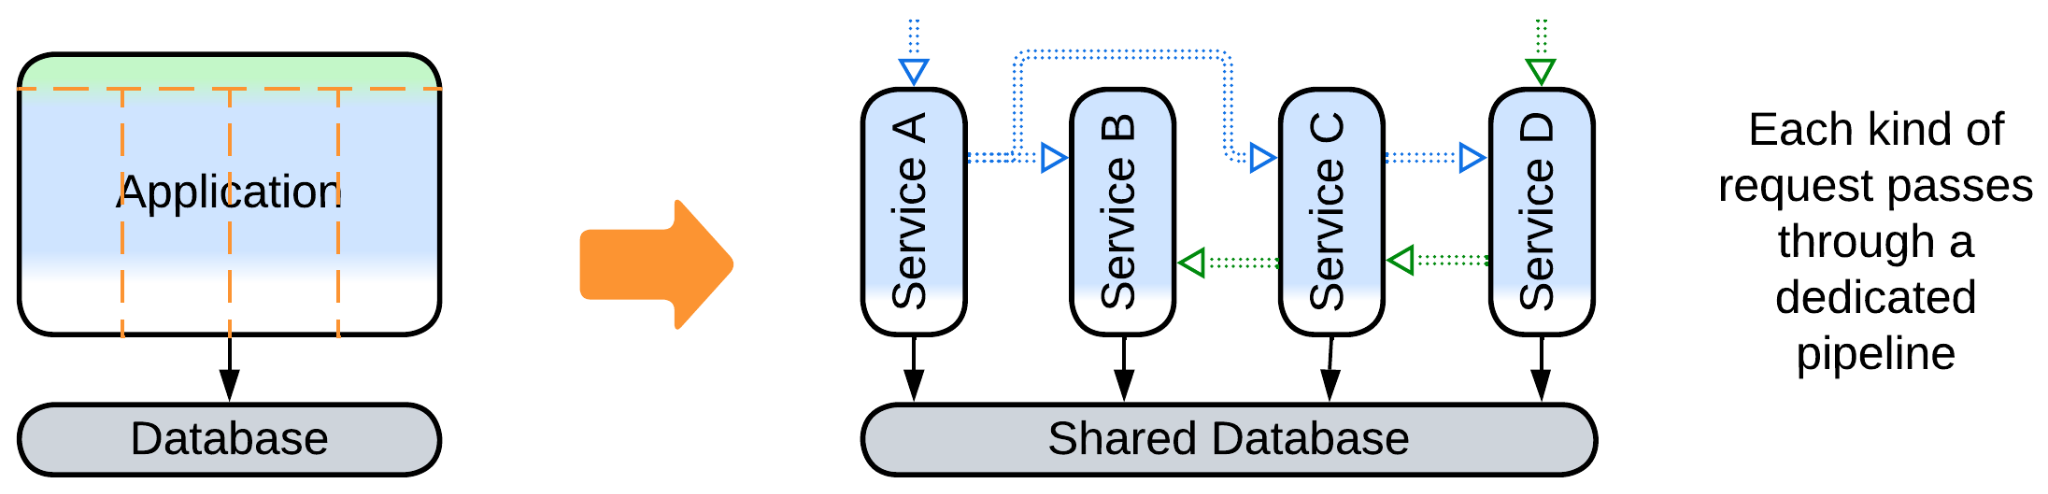 Application
Database
Service A
Service B
Service C
Service D
Shared Database
Each kind of
request passes
through a
dedicated
pipeline